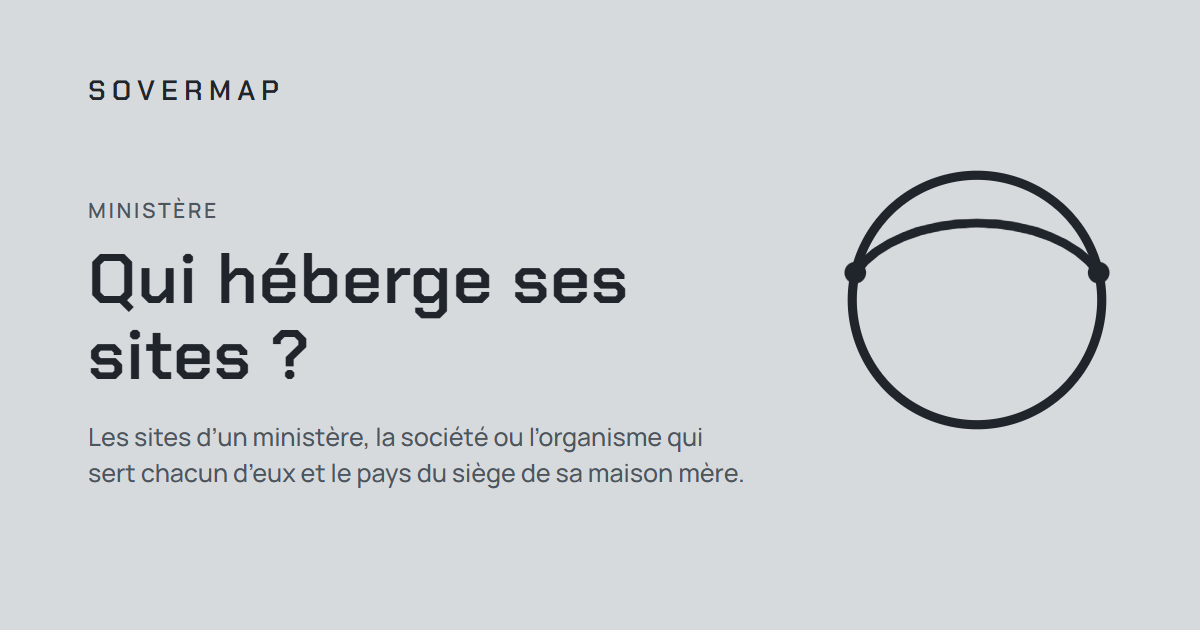 SOVERMAP
MINISTÈRE
Qui héberge ses
sites ?
Les sites d’un ministère, la société ou l’organisme qui
sert chacun d’eux et le pays du siège de sa maison mère.